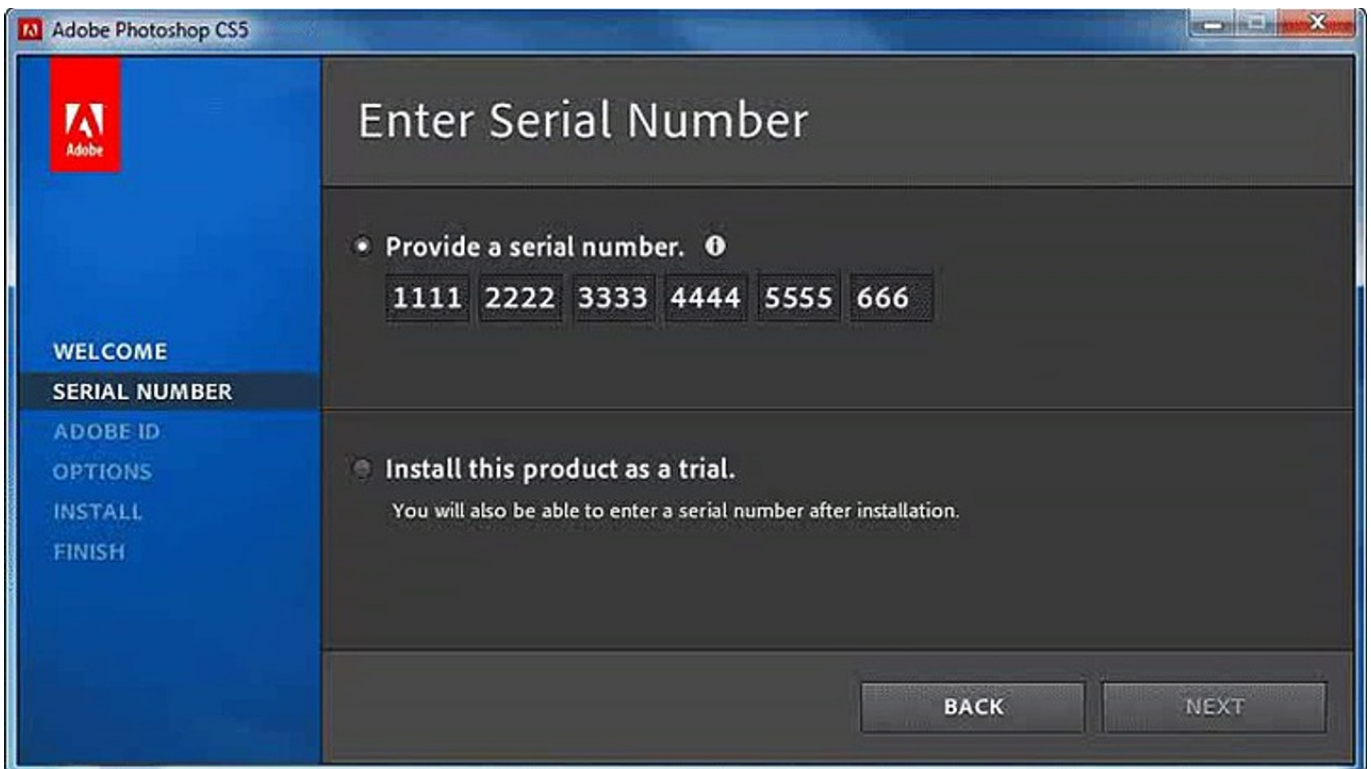 Adobe Photoshop CS5
Adobe
Enter Serial Number
Provide a serial number.
1111 2222 3333 4444 5555 666
WELCOME
SERIAL NUMBER
ADOBE ID
OPTIONS
INSTALL
FINISH
Install this product as a trial.
You will also be able to enter a serial number after installation.
BACK NEXT